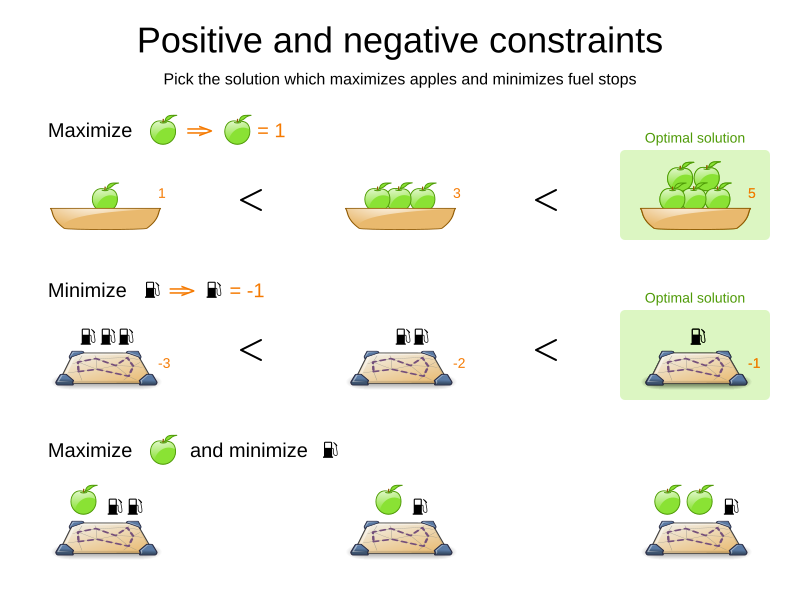 Positive and negative constraints
Pick the solution which maximizes apples and minimizes fuel stops
Maximize = 1
Optimal solution
1 < 3 < 5
Minimize = -1
Optimal solution
-3 < -2 < -1
Maximize and minimize